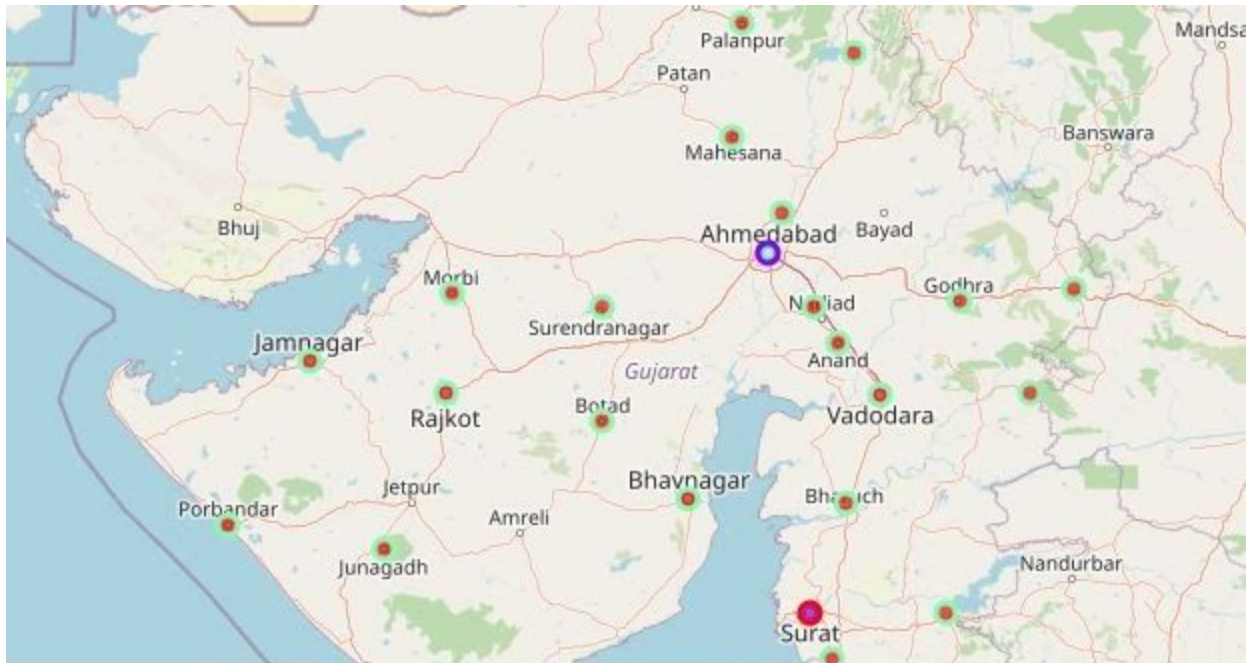 Mandsa
Palanpur
Patan
Banswara
Mahesana
Bhuj
Ahmedabad
Bayad
Morbi
Godhra
Surendranagar
Jamnagar
Anand
Gujarat
Botad
Rajkot
Vadodara
Bhavnagar
Jetpur
Porbandar
Amreli
Junagadh
Nandurbar
Surat